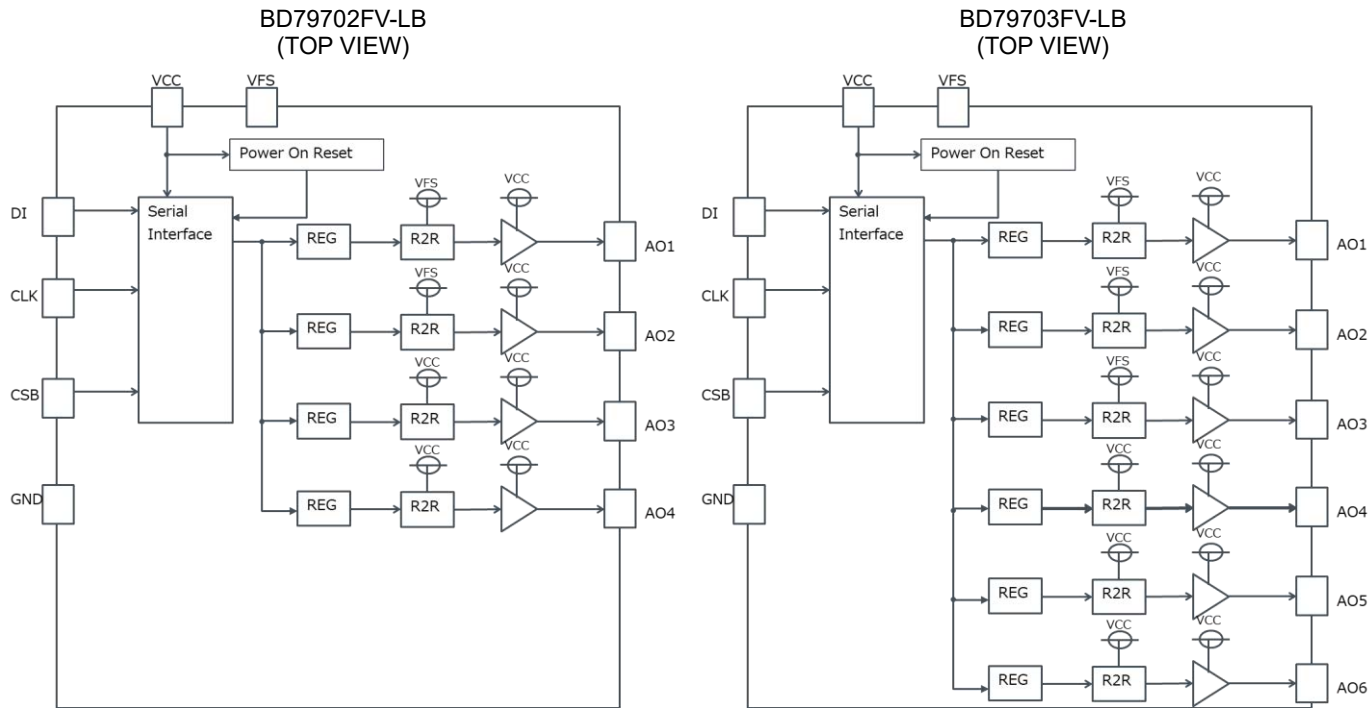 BD79702FV-LB
(TOP VIEW)
VCC
VFS
Power On Reset
DI
Serial
Interface
VFS
VCC
REG
R2R
AO1
CLK
VFS
VCC
REG
R2R
AO2
CSB
VCC
VCC
REG
R2R
AO3
GND
VCC
VCC
REG
R2R
AO4
BD79703FV-LB
(TOP VIEW)
VCC
VFS
Power On Reset
DI
Serial
Interface
VFS
VCC
REG
R2R
AO1
CLK
VFS
VCC
REG
R2R
AO2
CSB
VFS
VCC
REG
R2R
AO3
GND
VCC
VCC
REG
R2R
AO4
VCC
VCC
REG
R2R
AO5
VCC
VCC
REG
R2R
AO6